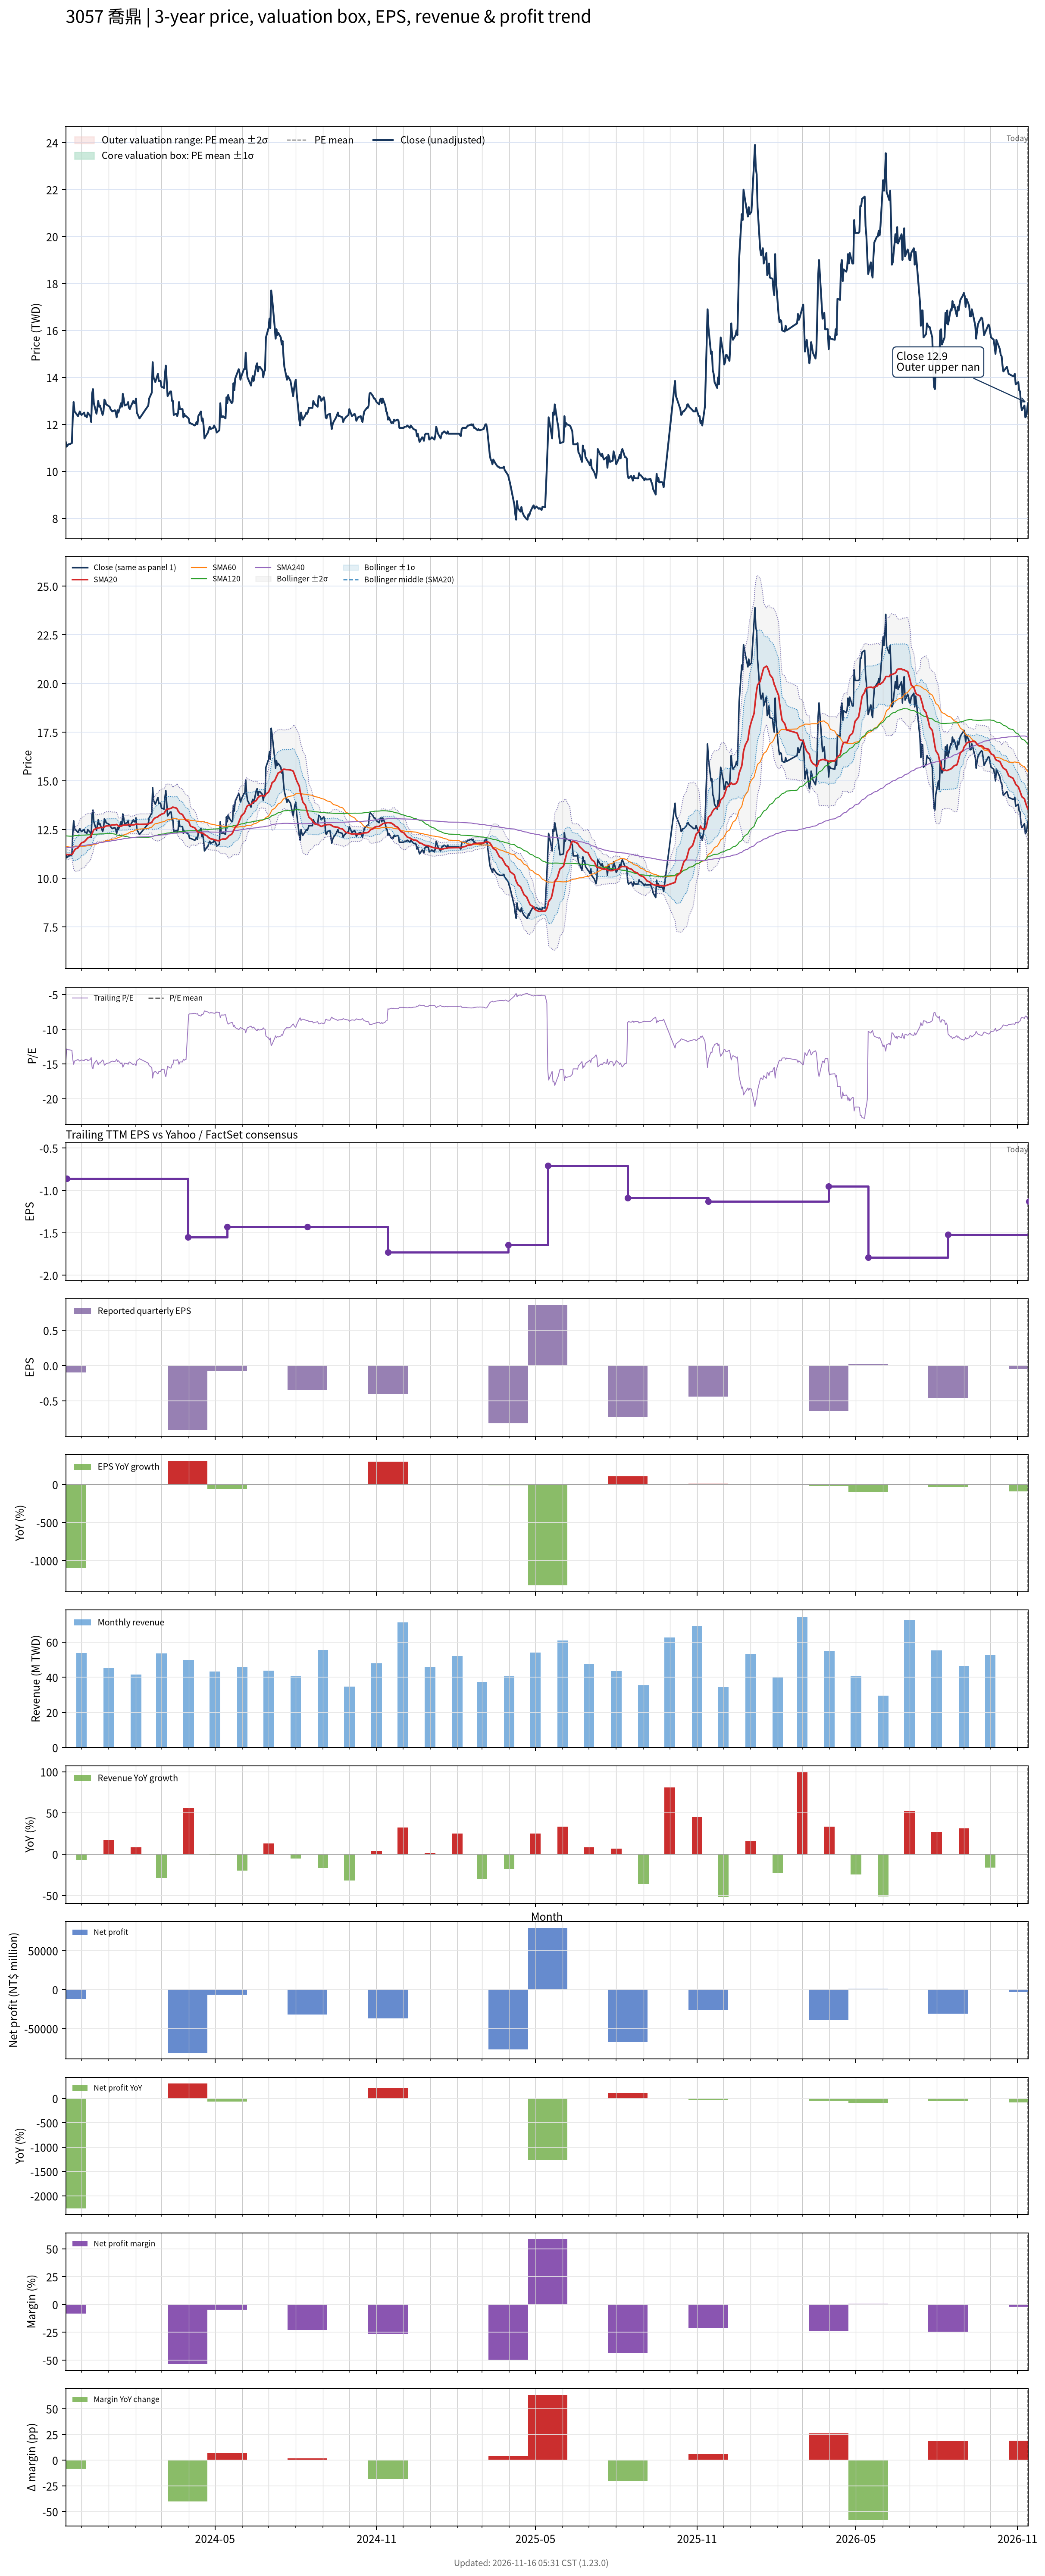 3057 喬鼎 | 3-year price, valuation box, EPS, revenue & profit trend
Outer valuation range: PE mean ±2σ
PE mean
Close (unadjusted)
Core valuation box: PE mean ±1σ
Today
Price (TWD)
24
22
20
18
16
14
12
10
8
Close 12.9
Outer upper nan
Close (same as panel 1)
SMA60
SMA240
Bollinger ±1σ
SMA20
SMA120
Bollinger ±2σ
Bollinger middle (SMA20)
Price
25.0
22.5
20.0
17.5
15.0
12.5
10.0
7.5
Trailing P/E
P/E mean
P/E
-5
-10
-15
-20
Trailing TTM EPS vs Yahoo / FactSet consensus
Today
EPS
-0.5
-1.0
-1.5
-2.0
Reported quarterly EPS
EPS
0.5
0.0
-0.5
EPS YoY growth
YoY (%)
0
-500
-1000
Monthly revenue
Revenue (M TWD)
60
40
20
0
Revenue YoY growth
YoY (%)
100
50
0
-50
Month
Net profit
Net profit (NT$ million)
50000
0
-50000
Net profit YoY
YoY (%)
0
-500
-1000
-1500
-2000
Net profit margin
Margin (%)
50
25
0
-25
-50
Margin YoY change
Δ margin (pp)
50
25
0
-25
-50
2024-05
2024-11
2025-05
2025-11
2026-05
2026-11
Updated: 2026-11-16 05:31 CST (1.23.0)